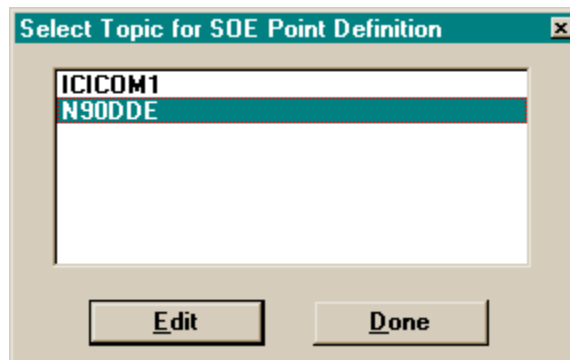 Select Topic for SOE Point Definition
ICICOM1
N90DDE
Edit
Done